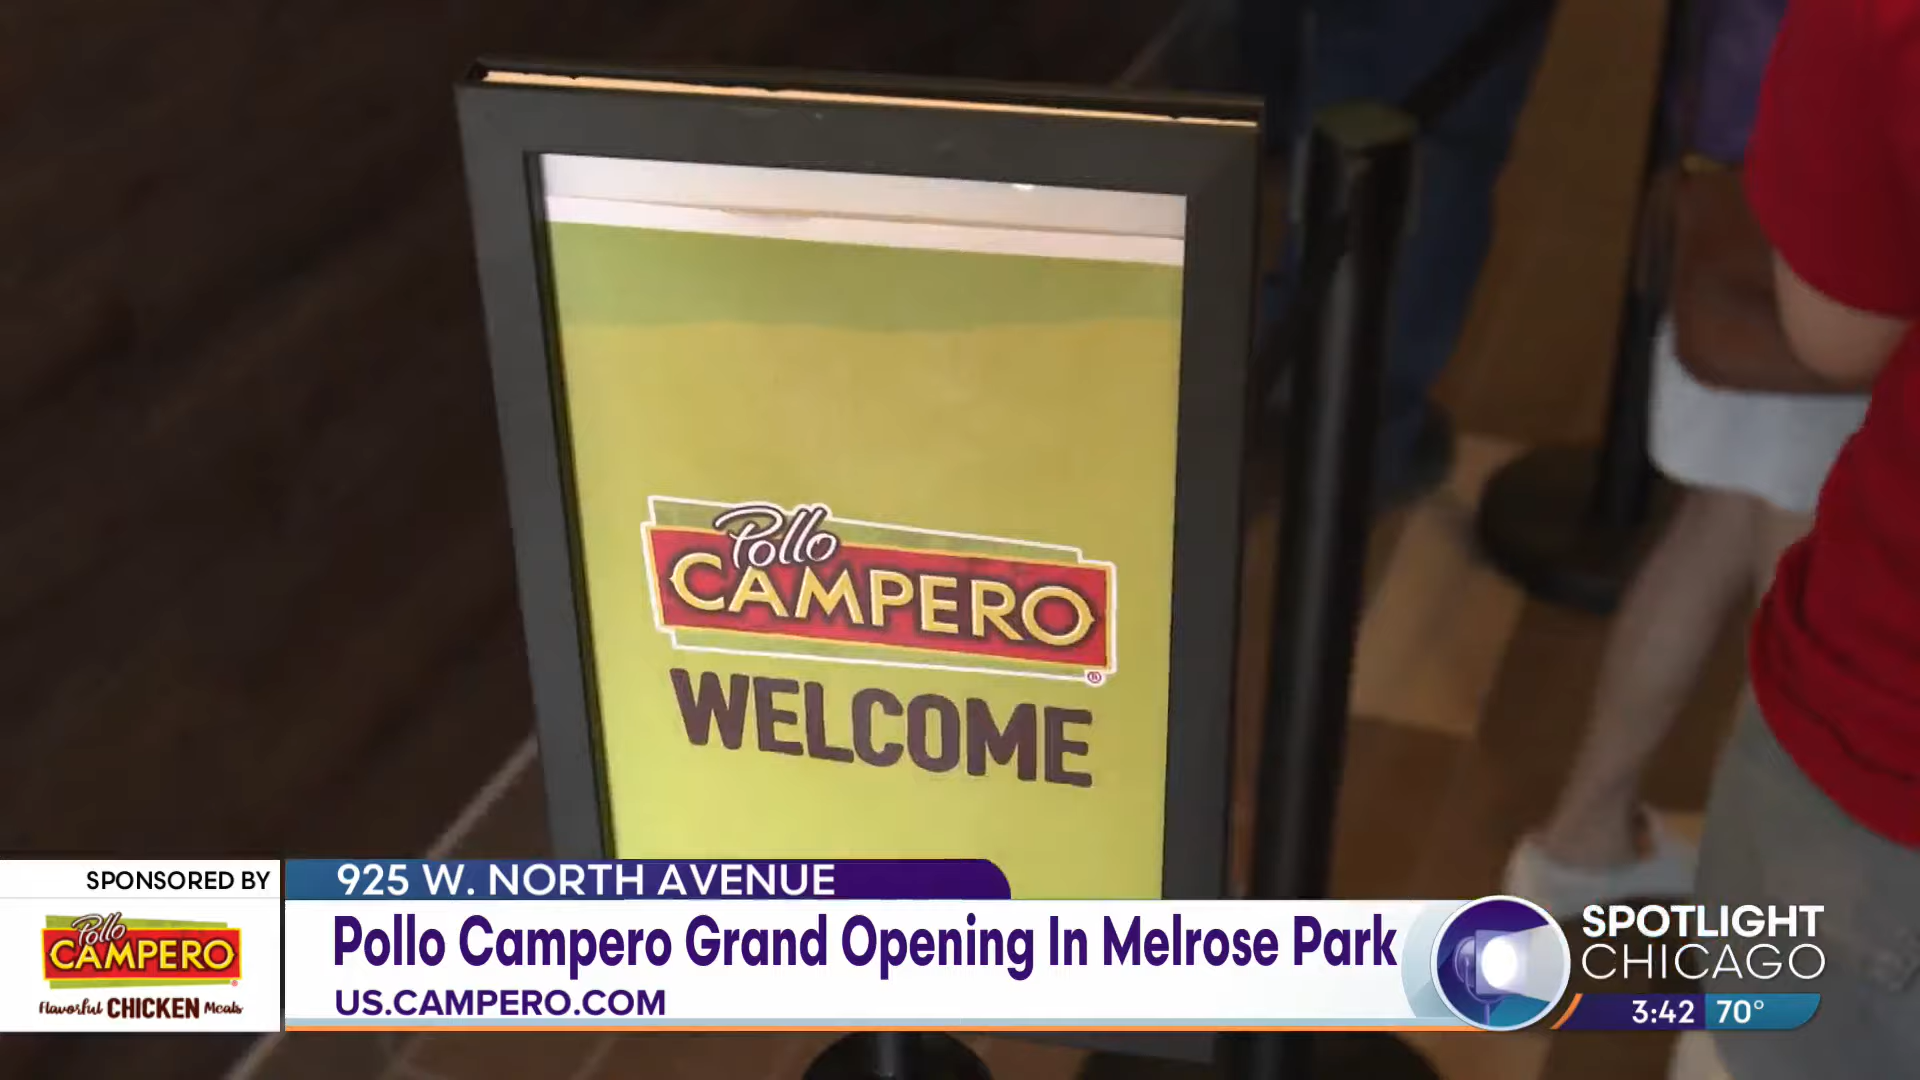 Pollo
CAMPERO
WELCOME
SPONSORED BY
Pollo
CAMPERO
Flavorful CHICKEN Meals
925 W. NORTH AVENUE
Pollo Campero Grand Opening In Melrose Park
US.CAMPERO.COM
SPOTLIGHT
CHICAGO
3:42 70°